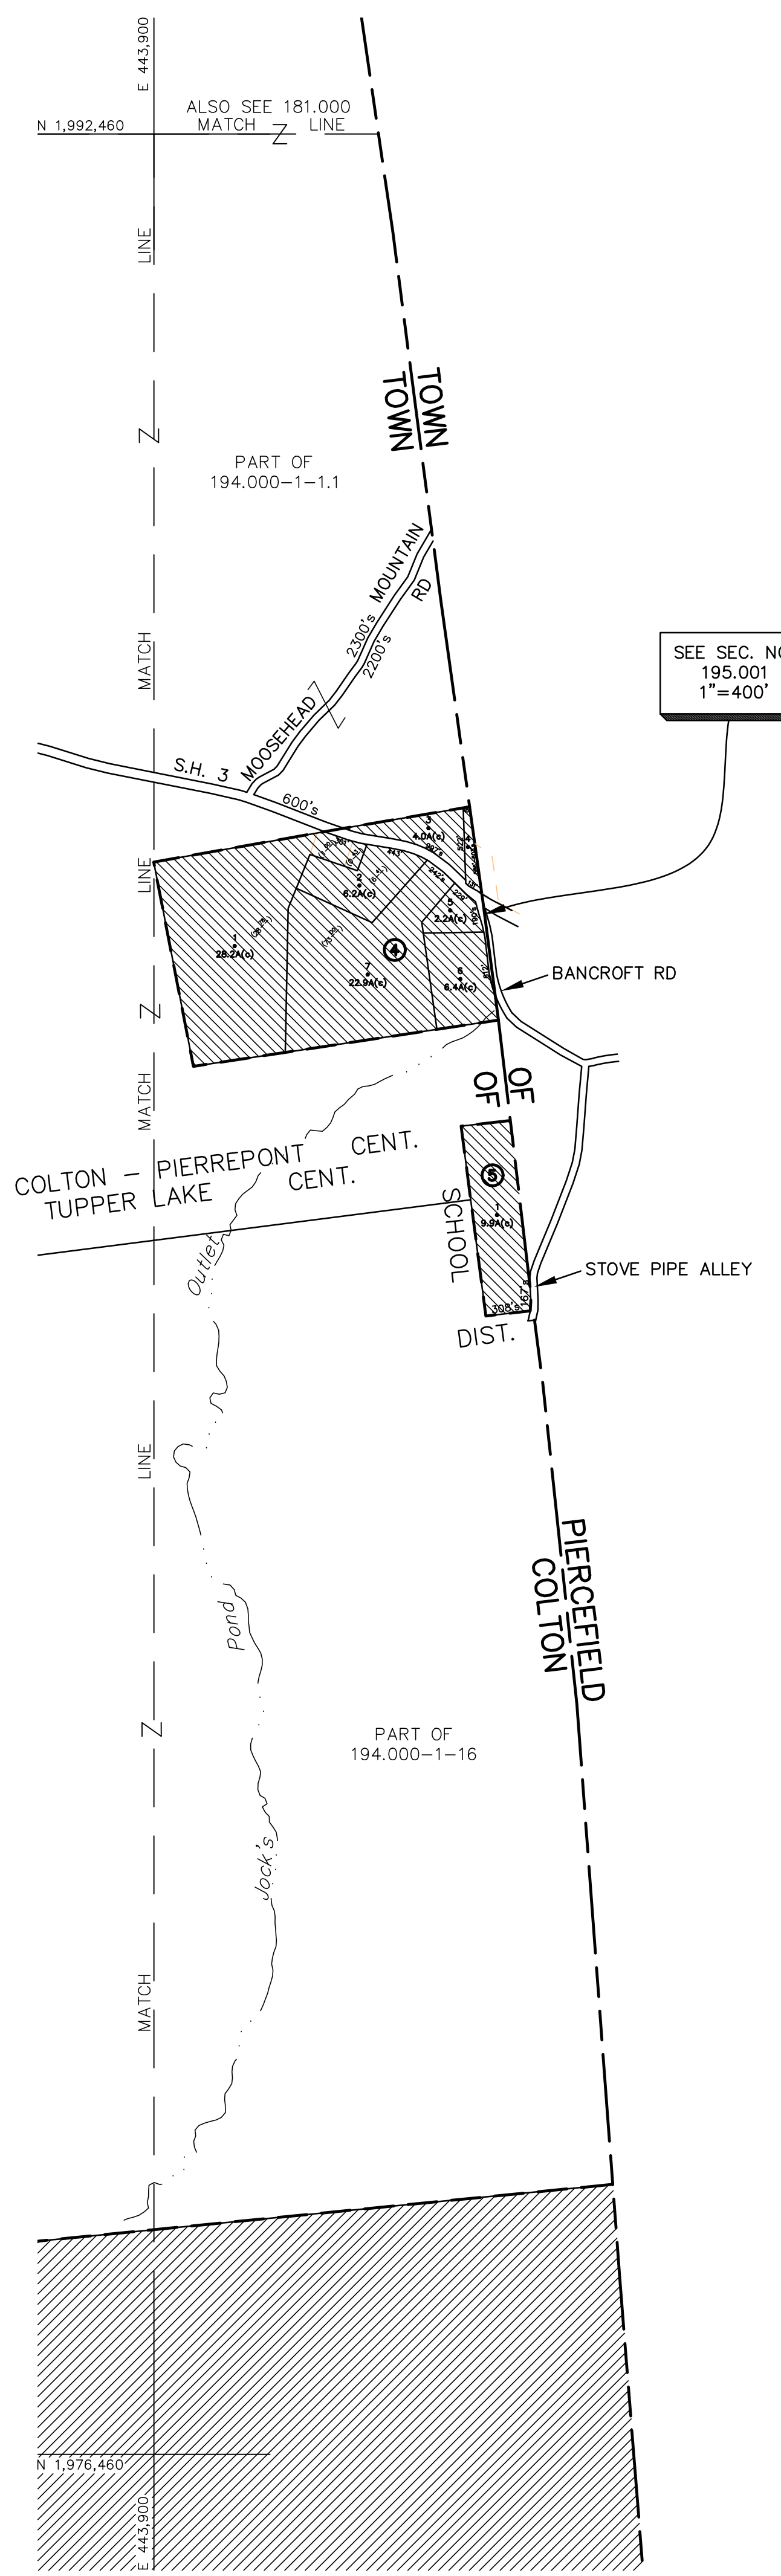 E 443,900
N 1,992,460
ALSO SEE 181.000
MATCH Z LINE
LINE
Z
TOWN
TOWN
PART OF
194.000-1-1.1
MOOSEHEAD MOUNTAIN RD
2300's
2200's
MATCH
SEE SEC. NO
195.001
1"=400'
S.H. 3
600's
LINE
3
4.0A(c)
2
6.2A(c)
5
2.2A(c)
1
28.2A(c)
4
7
22.9A(c)
6
8.4A(c)
BANCROFT RD
Z
MATCH
OF
OF
COLTON - PIERREPONT CENT.
TUPPER LAKE CENT.
SCHOOL
DIST.
5
1
9.9A(c)
308's
167's
STOVE PIPE ALLEY
Outlet
LINE
PIERCEFIELD
COLTON
Pond
Z
PART OF
194.000-1-16
Jock's
MATCH
N 1,976,460
E 443,900